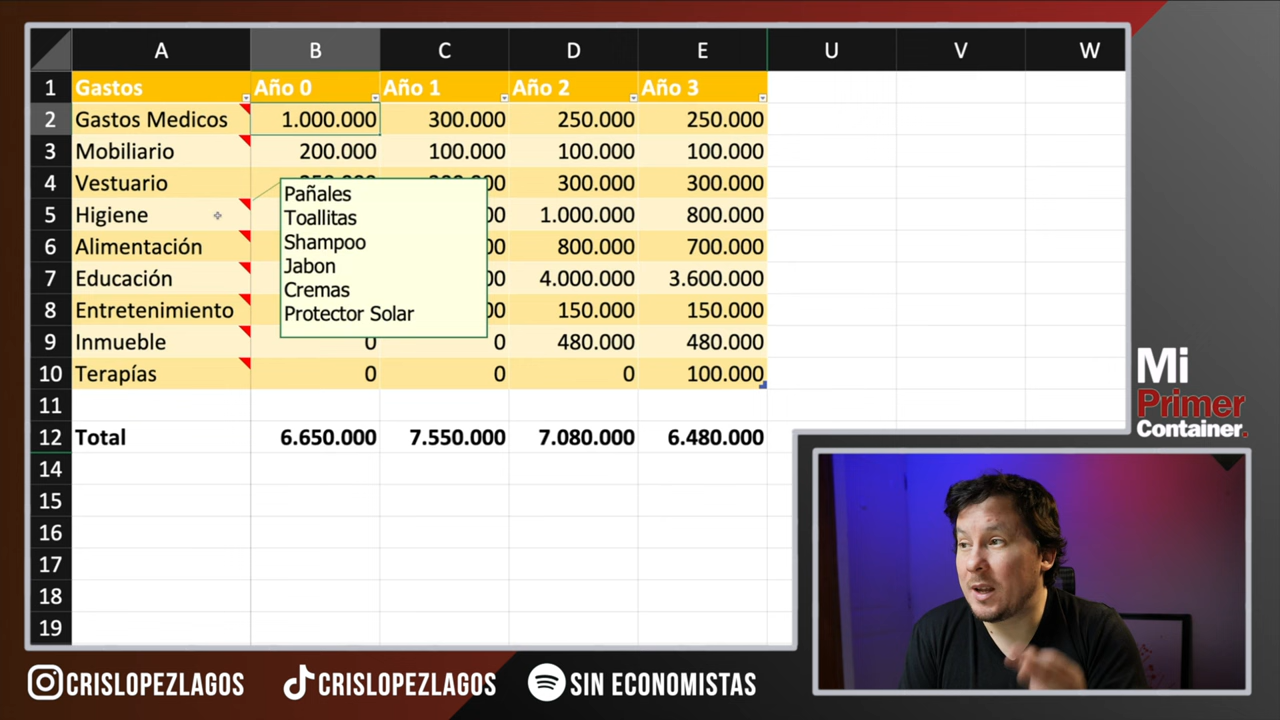 A B C D E U V W
1 Gastos Año 0 Año 1 Año 2 Año 3
2 Gastos Medicos 1.000.000 300.000 250.000 250.000
3 Mobiliario 200.000 100.000 100.000 100.000
4 Vestuario 300.000 300.000
Pañales
5 Higiene 1.000.000 800.000
Toallitas
Shampoo
6 Alimentación 800.000 700.000
Jabon
7 Educación 4.000.000 3.600.000
Cremas
8 Entretenimiento 150.000 150.000
Protector Solar
9 Inmueble 0 0 480.000 480.000
10 Terapías 0 0 0 100.000
11
12 Total 6.650.000 7.550.000 7.080.000 6.480.000
14
15
16
17
18
19
Mi
Primer
Container.
CRISLOPEZLAGOS CRISLOPEZLAGOS SIN ECONOMISTAS